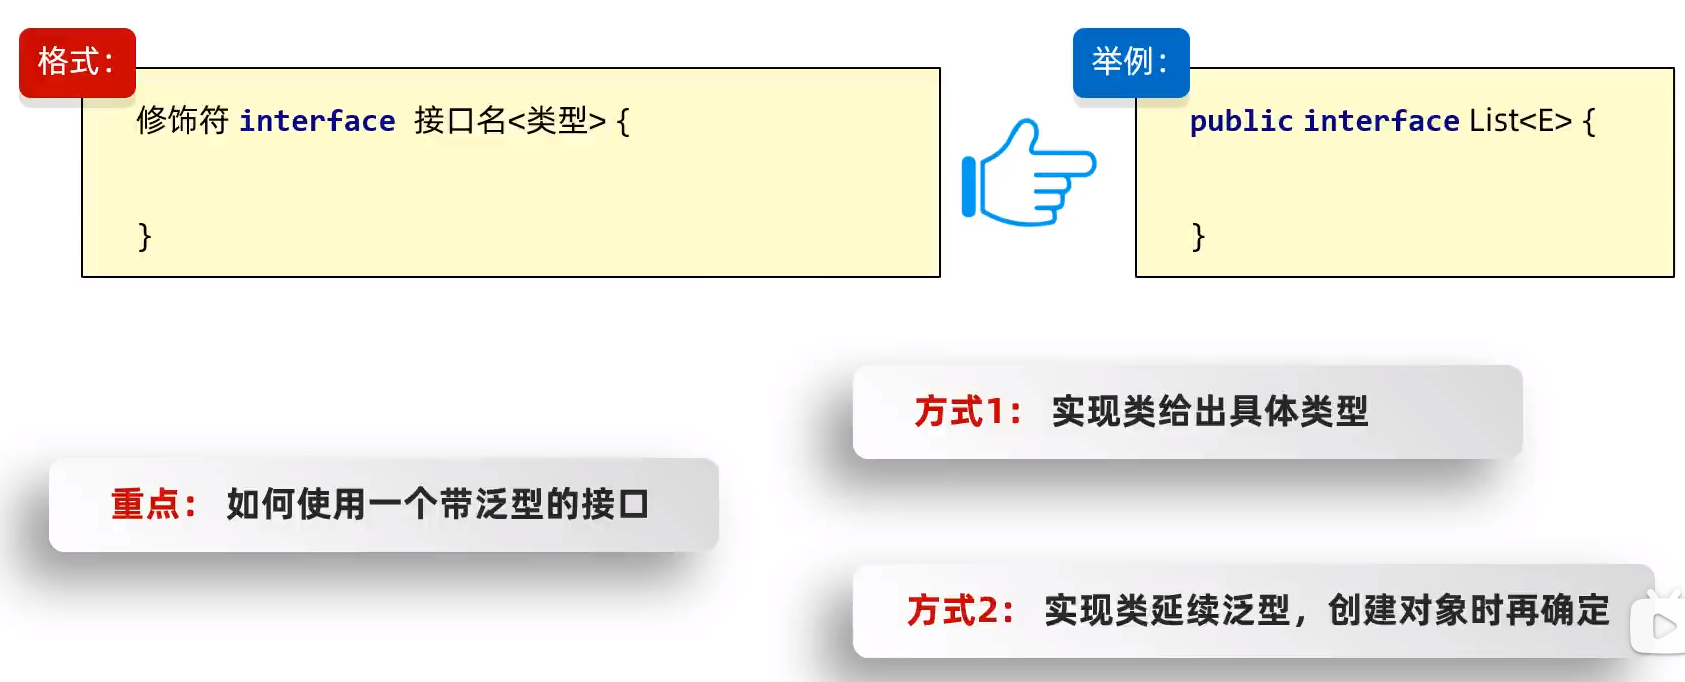 格式：
修饰符 interface 接口名<类型> {
}
举例：
public interface List<E> {
}
重点： 如何使用一个带泛型的接口
方式1： 实现类给出具体类型
方式2： 实现类延续泛型，创建对象时再确定